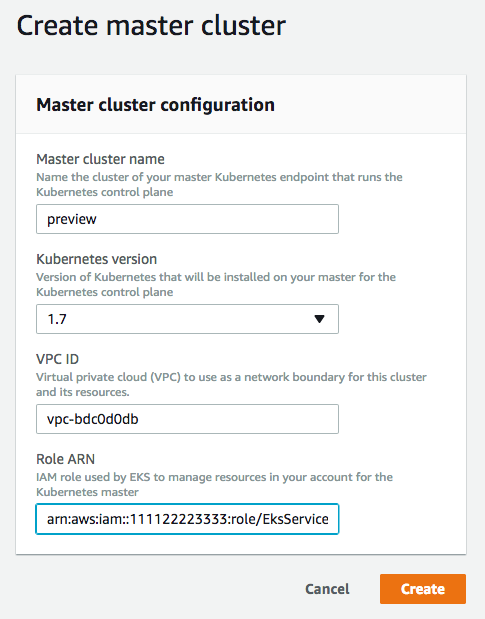 Create master cluster
Master cluster configuration
Master cluster name
Name the cluster of your master Kubernetes endpoint that runs the
Kubernetes control plane
preview
Kubernetes version
Version of Kubernetes that will be installed on your master for the
Kubernetes control plane
1.7
VPC ID
Virtual private cloud (VPC) to use as a network boundary for this cluster
and its resources.
vpc-bdc0d0db
Role ARN
IAM role used by EKS to manage resources in your account for the
Kubernetes master
arn:aws:iam::111122223333:role/EksService
Cancel
Create